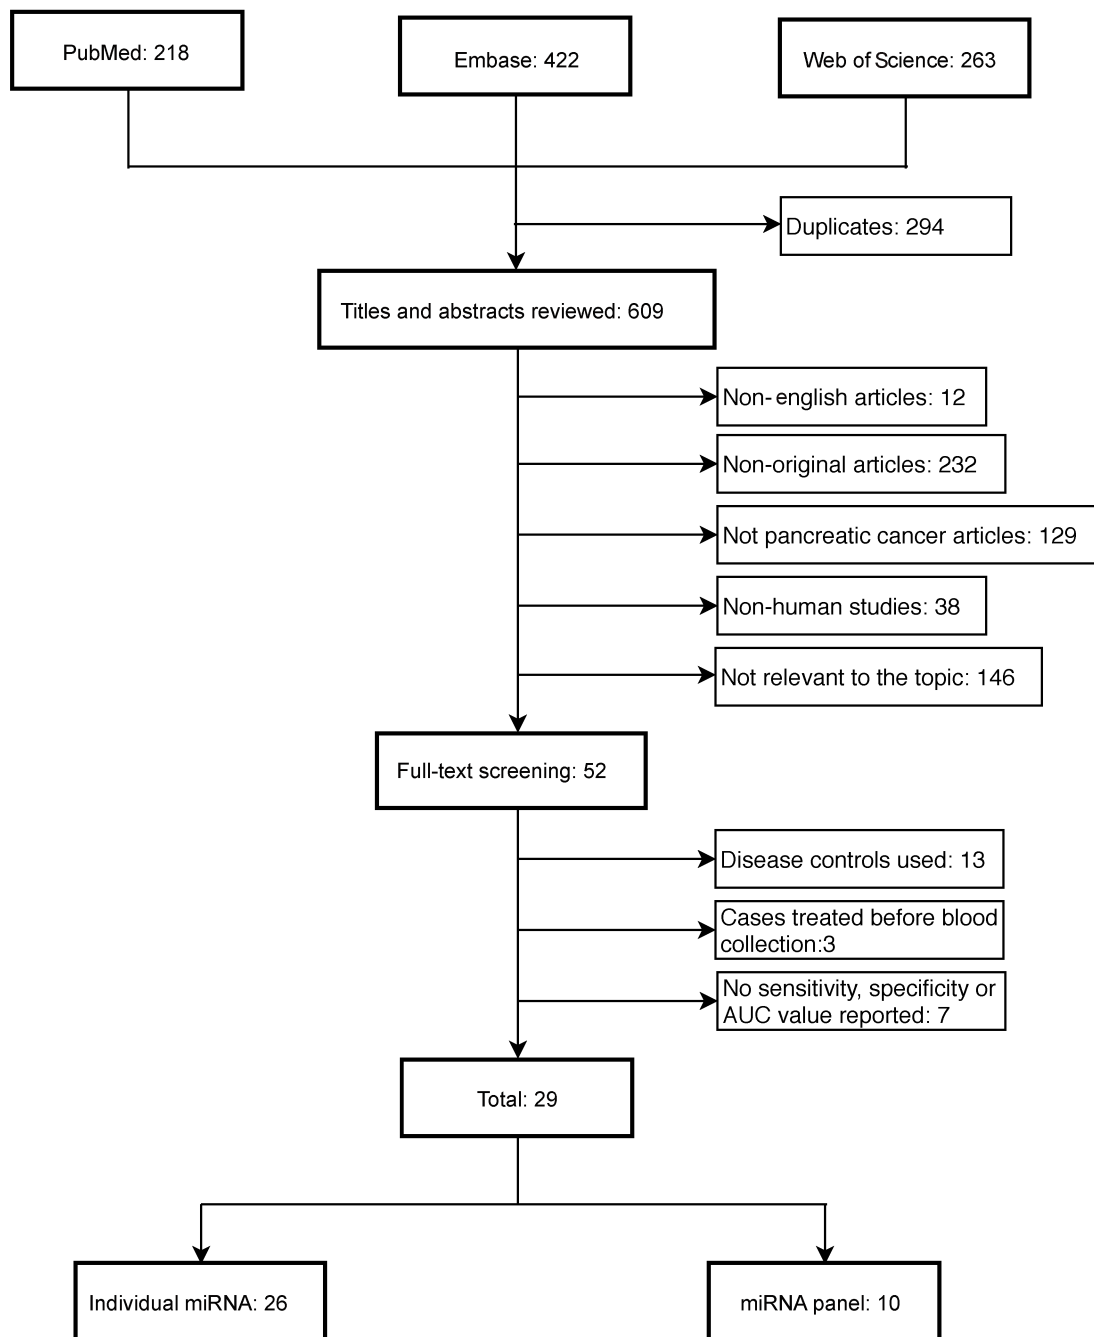 PubMed: 218
Embase: 422
Web of Science: 263
Duplicates: 294
Titles and abstracts reviewed: 609
Non-english articles: 12
Non-original articles: 232
Not pancreatic cancer articles: 129
Non-human studies: 38
Not relevant to the topic: 146
Full-text screening: 52
Disease controls used: 13
Cases treated before blood
collection:3
No sensitivity, specificity or
AUC value reported: 7
Total: 29
Individual miRNA: 26
miRNA panel: 10